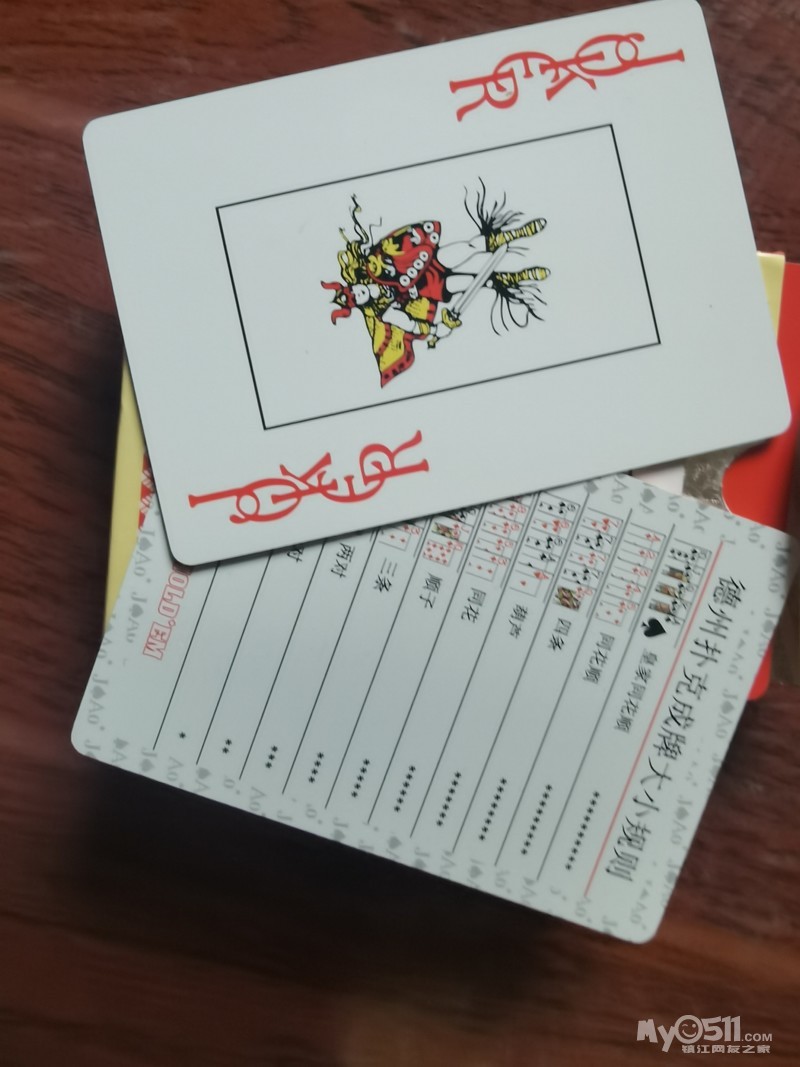 JOKER
JOKER
德州扑克成牌大小规则
皇家同花顺
**********
同花顺
*********
四条
********
葫芦
*******
同花
******
顺子
*****
三条
****
两对
***
对
**
*
OLD'EM
My0511.COM
镇江网友之家